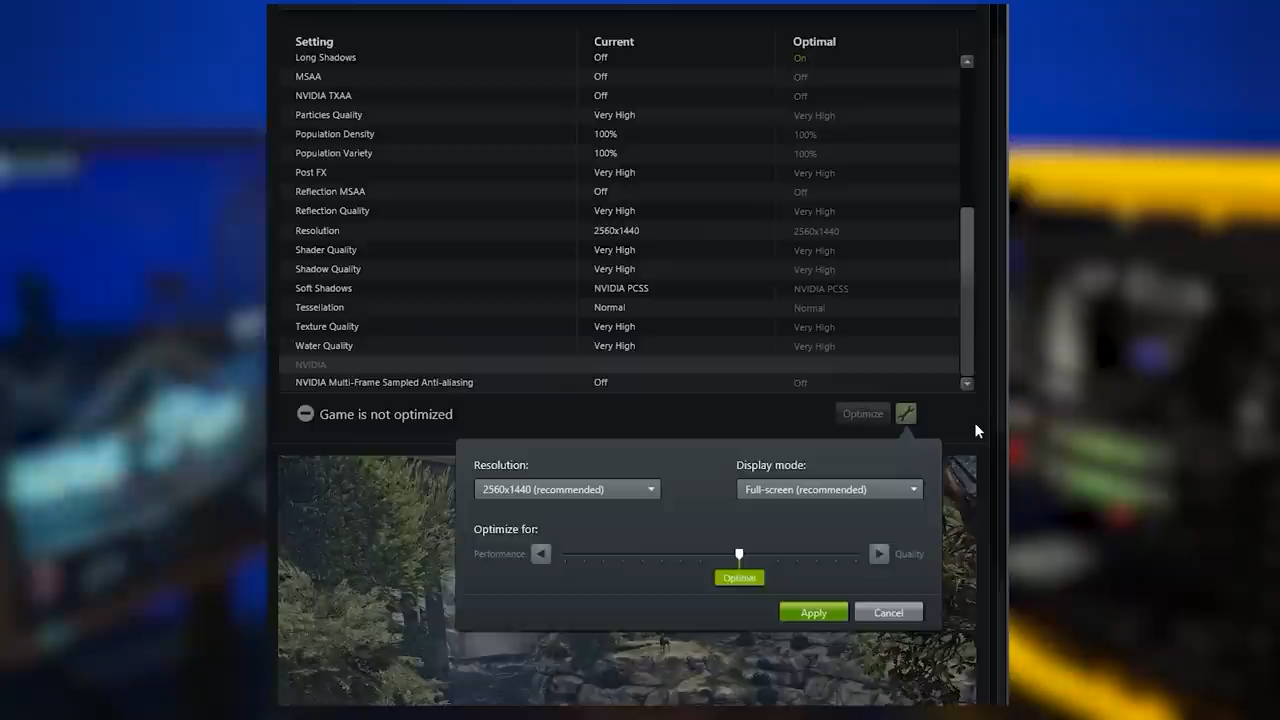 Setting Current Optimal
Long Shadows Off On
MSAA Off Off
NVIDIA TXAA Off Off
Particles Quality Very High Very High
Population Density 100% 100%
Population Variety 100% 100%
Post FX Very High Very High
Reflection MSAA Off Off
Reflection Quality Very High Very High
Resolution 2560x1440 2560x1440
Shader Quality Very High Very High
Shadow Quality Very High Very High
Soft Shadows NVIDIA PCSS NVIDIA PCSS
Tessellation Normal Normal
Texture Quality Very High Very High
Water Quality Very High Very High
NVIDIA
NVIDIA Multi-Frame Sampled Anti-aliasing Off Off
Game is not optimized Optimize
Resolution: Display mode:
2560x1440 (recommended) Full-screen (recommended)
Optimize for:
Performance Quality
Optimal
Apply Cancel